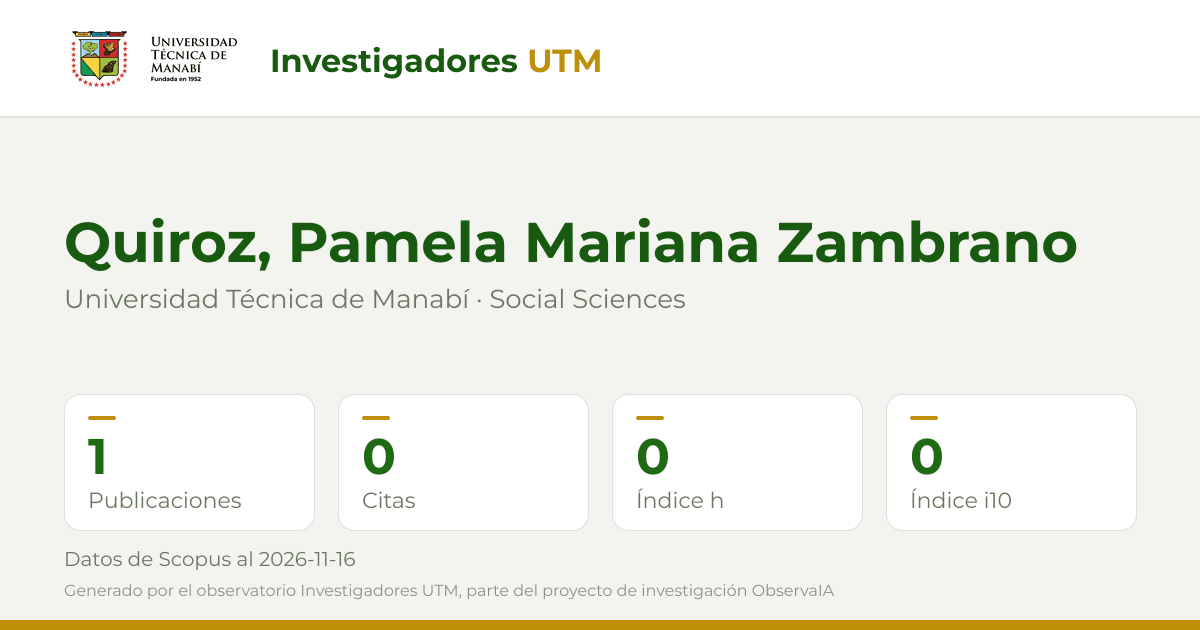 UNIVERSIDAD
TÉCNICA DE
MANABÍ
Fundada en 1952
Investigadores UTM
Quiroz, Pamela Mariana Zambrano
Universidad Técnica de Manabí · Social Sciences
1
Publicaciones
0
Citas
0
Índice h
0
Índice i10
Datos de Scopus al 2026-11-16
Generado por el observatorio Investigadores UTM, parte del proyecto de investigación ObservaIA